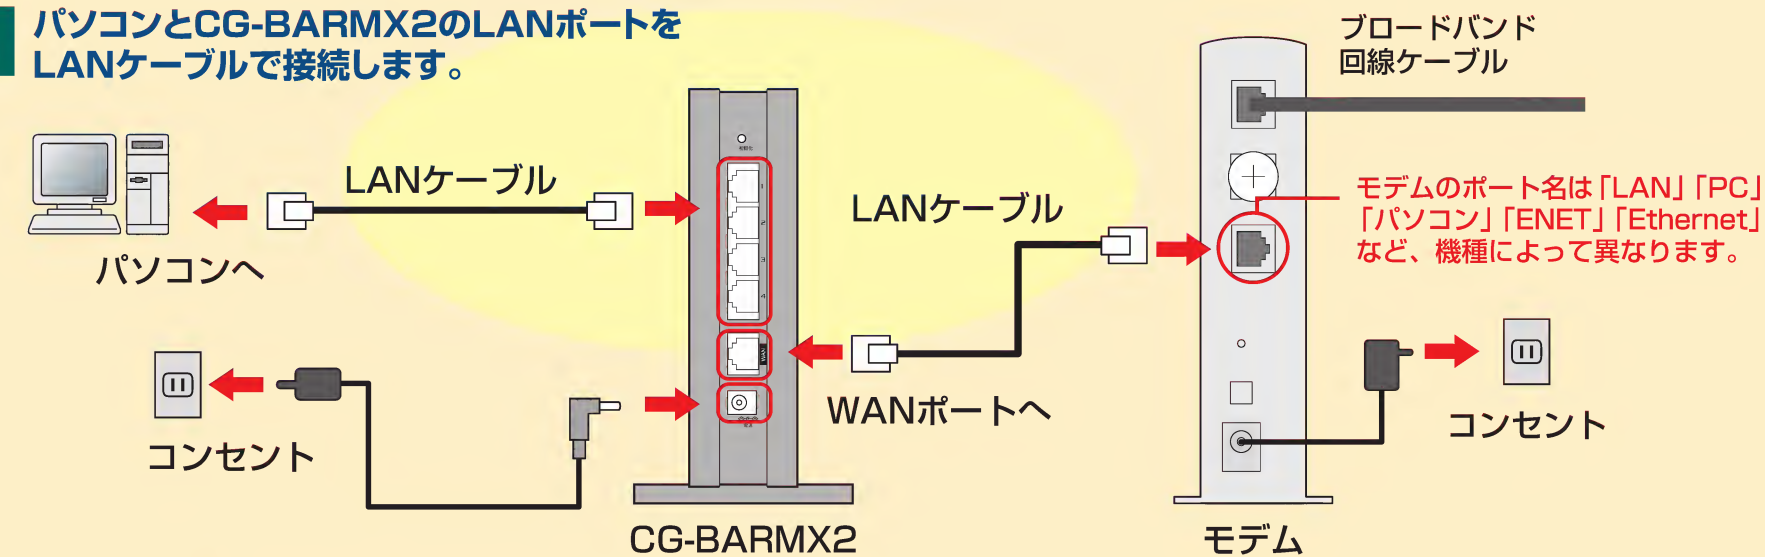 パソコンとCG-BARMX2のLANポートを
LANケーブルで接続します。
ブロードバンド
回線ケーブル
LANケーブル
LANケーブル
モデムのポート名は「LAN」「PC」
「パソコン」「ENET」「Ethernet」
など、機種によって異なります。
パソコンへ
1
2
3
4
WAN
WANポートへ
コンセント
コンセント
CG-BARMX2
モデム